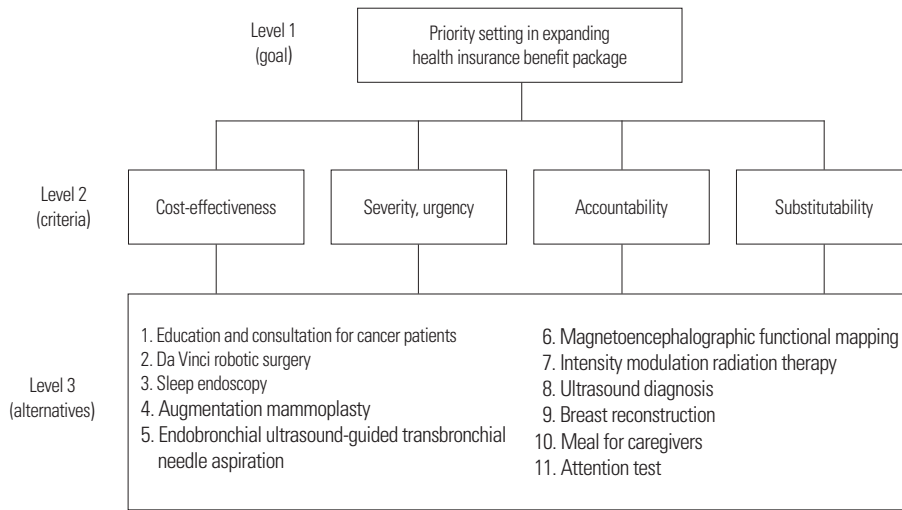 Level 1
(goal)
Priority setting in expanding
health insurance benefit package
Level 2
(criteria)
Cost-effectiveness
Severity, urgency
Accountability
Substitutability
Level 3
(alternatives)
1. Education and consultation for cancer patients
2. Da Vinci robotic surgery
3. Sleep endoscopy
4. Augmentation mammoplasty
5. Endobronchial ultrasound-guided transbronchial
needle aspiration
6. Magnetoencephalographic functional mapping
7. Intensity modulation radiation therapy
8. Ultrasound diagnosis
9. Breast reconstruction
10. Meal for caregivers
11. Attention test